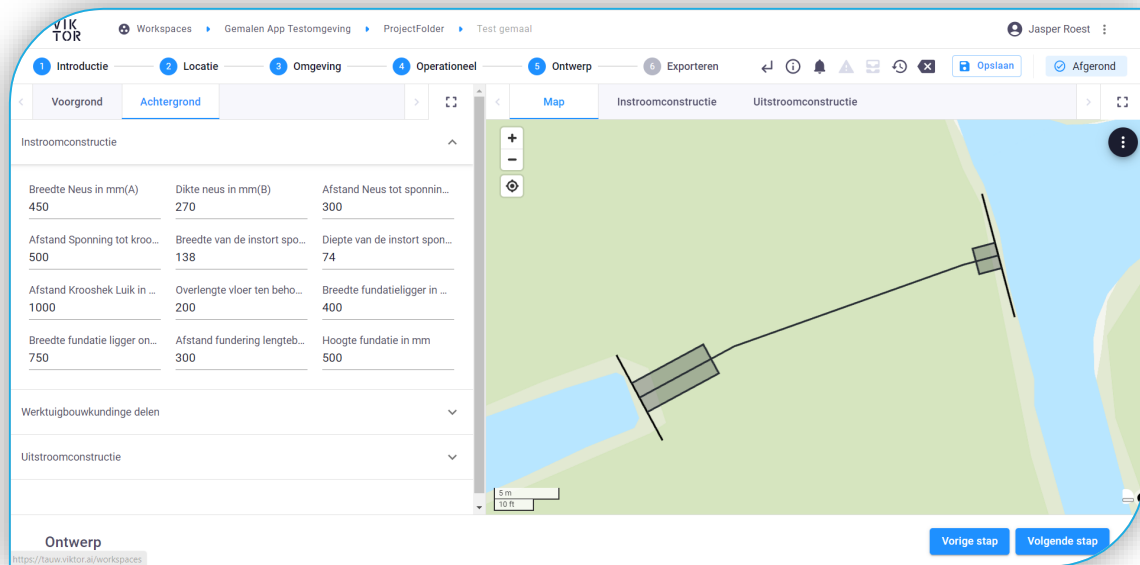 VIK
TOR
Workspaces
Gemalen App Testomgeving
ProjectFolder
Test gemaal
Jasper Roest
1 Introductie
2 Locatie
3 Omgeving
4 Operationeel
5 Ontwerp
6 Exporteren
Opslaan
Afgerond
Voorgrond
Achtergrond
Map
Instroomconstructie
Uitstroomconstructie
Instroomconstructie
Breedte Neus in mm(A)
450
Dikte neus in mm(B)
270
Afstand Neus tot sponnin...
300
Afstand Sponning tot kroo...
500
Breedte van de instort spo...
138
Diepte van de instort spon...
74
Afstand Krooshek Luik in ...
1000
Overlengte vloer ten beho...
200
Breedte fundatieligger in ...
400
Breedte fundatie ligger on...
750
Afstand fundering lengteb...
300
Hoogte fundatie in mm
500
Werktuigbouwkundinge delen
Uitstroomconstructie
+
−
5 m
10 ft
Ontwerp
Vorige stap
Volgende stap
https://tauw.viktor.ai/workspaces